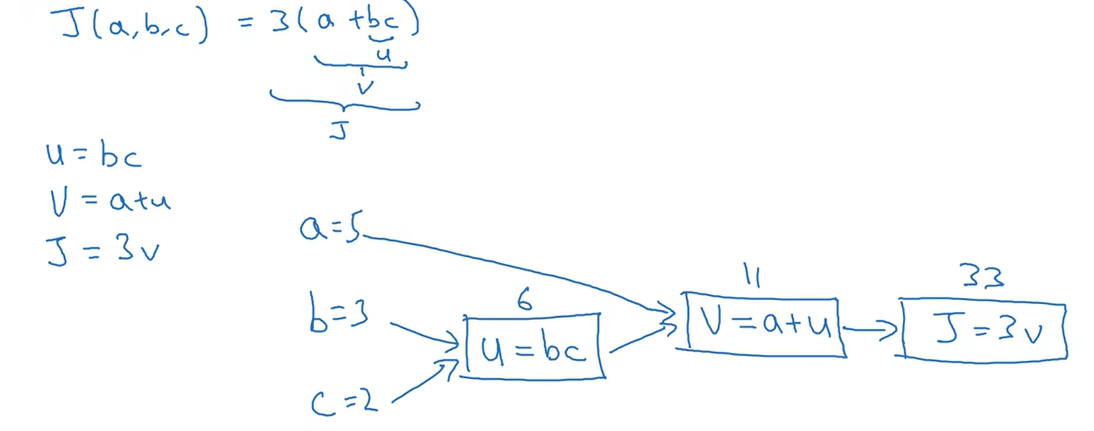 J(a,b,c) = 3(a+bc)
u
v
J
u = bc
v = a+u
J = 3v
a=5
11
33
6
b=3
v = a+u
J = 3v
u = bc
c=2